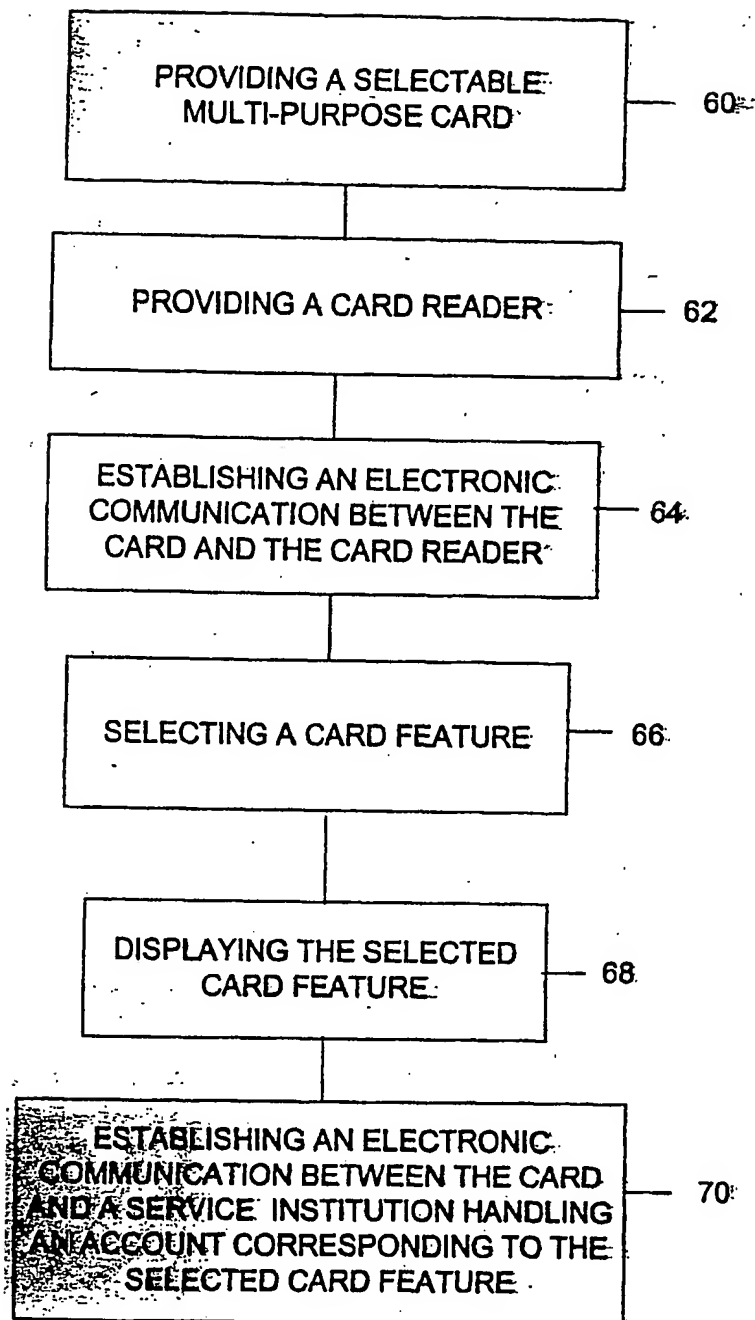 PROVIDING A SELECTABLE
MULTI-PURPOSE CARD
60
PROVIDING A CARD READER
62
ESTABLISHING AN ELECTRONIC
COMMUNICATION BETWEEN THE
CARD AND THE CARD READER
64
SELECTING A CARD FEATURE
66
DISPLAYING THE SELECTED
CARD FEATURE
68
ESTABLISHING AN ELECTRONIC
COMMUNICATION BETWEEN THE CARD
AND A SERVICE INSTITUTION HANDLING
AN ACCOUNT CORRESPONDING TO THE
SELECTED CARD FEATURE
70